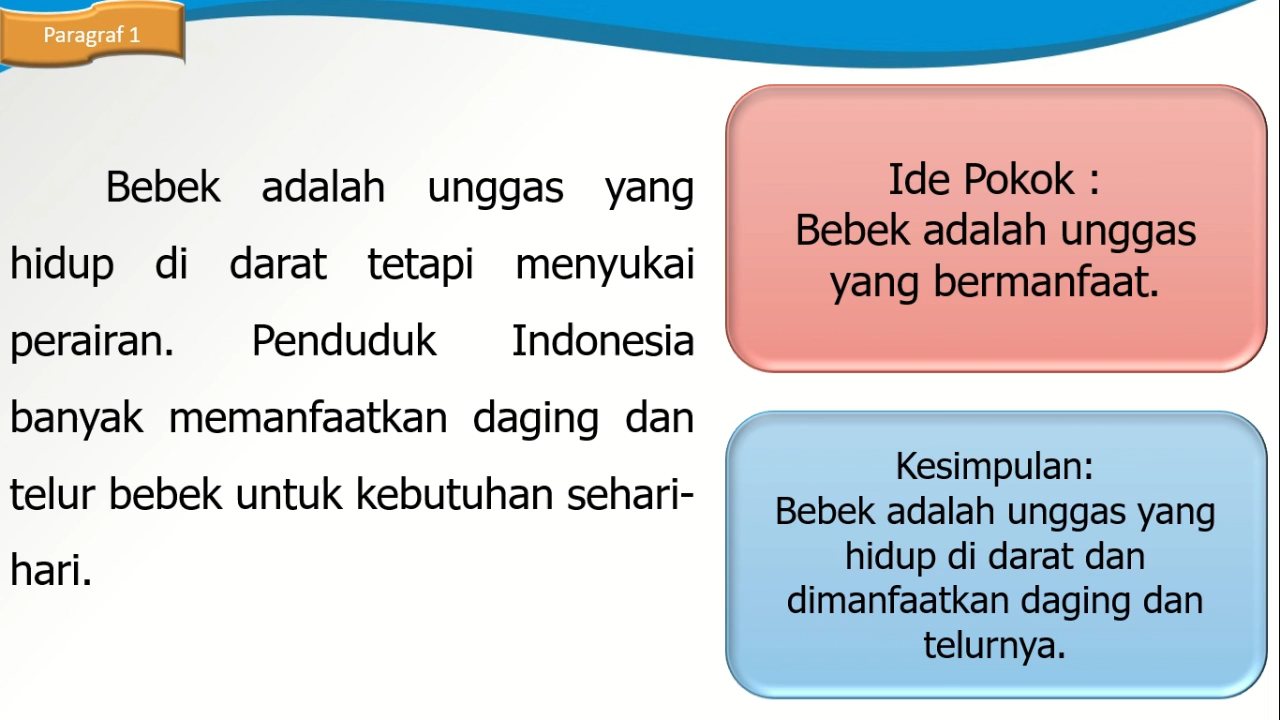 Paragraf 1
Bebek adalah unggas yang
hidup di darat tetapi menyukai
perairan. Penduduk Indonesia
banyak memanfaatkan daging dan
telur bebek untuk kebutuhan sehari-
hari.
Ide Pokok :
Bebek adalah unggas
yang bermanfaat.
Kesimpulan:
Bebek adalah unggas yang
hidup di darat dan
dimanfaatkan daging dan
telurnya.